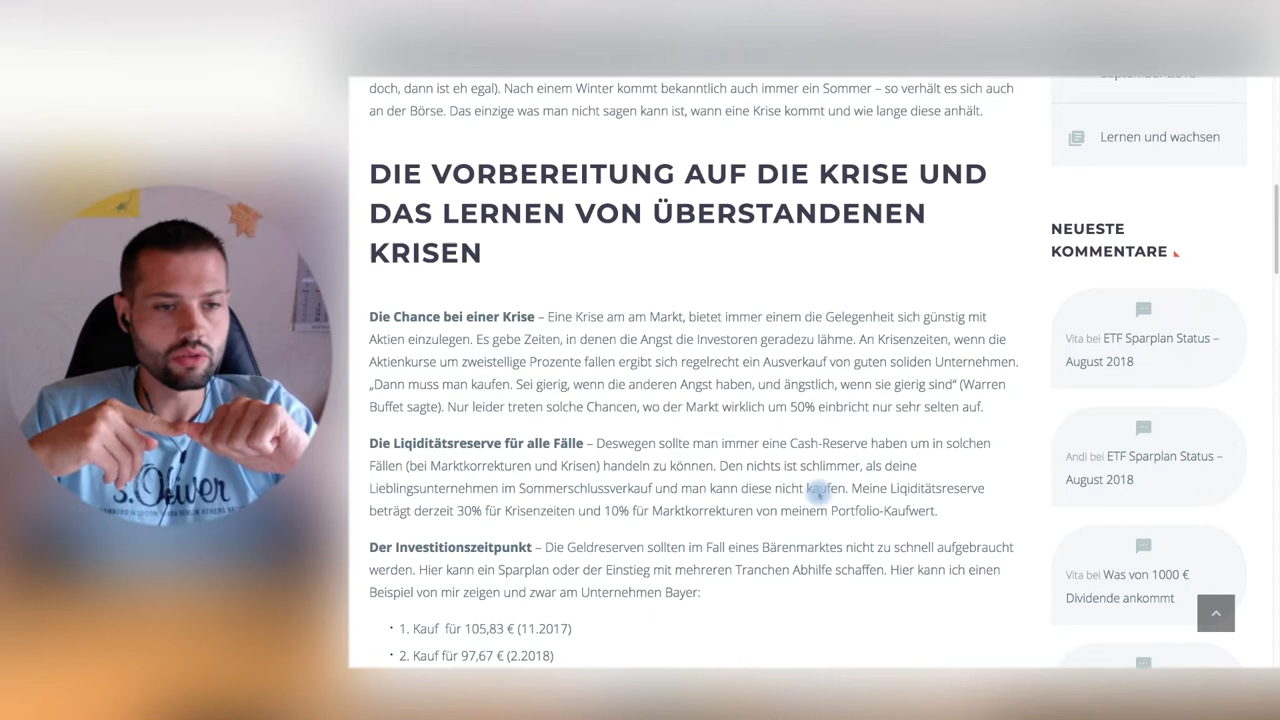 doch, dann ist eh egal). Nach einem Winter kommt bekanntlich auch immer ein Sommer – so verhält es sich auch
an der Börse. Das einzige was man nicht sagen kann ist, wann eine Krise kommt und wie lange diese anhält.
DIE VORBEREITUNG AUF DIE KRISE UND
DAS LERNEN VON ÜBERSTANDENEN
KRISEN
Die Chance bei einer Krise – Eine Krise am am Markt, bietet immer einem die Gelegenheit sich günstig mit
Aktien einzulegen. Es gebe Zeiten, in denen die Angst die Investoren geradezu lähme. An Krisenzeiten, wenn die
Aktienkurse um zweistellige Prozente fallen ergibt sich regelrecht ein Ausverkauf von guten soliden Unternehmen.
„Dann muss man kaufen. Sei gierig, wenn die anderen Angst haben, und ängstlich, wenn sie gierig sind“ (Warren
Buffet sagte). Nur leider treten solche Chancen, wo der Markt wirklich um 50% einbricht nur sehr selten auf.
Die Liqiditätsreserve für alle Fälle – Deswegen sollte man immer eine Cash-Reserve haben um in solchen
Fällen (bei Marktkorrekturen und Krisen) handeln zu können. Den nichts ist schlimmer, als deine
Lieblingsunternehmen im Sommerschlussverkauf und man kann diese nicht kaufen. Meine Liqiditätsreserve
beträgt derzeit 30% für Krisenzeiten und 10% für Marktkorrekturen von meinem Portfolio-Kaufwert.
Der Investitionszeitpunkt – Die Geldreserven sollten im Fall eines Bärenmarktes nicht zu schnell aufgebraucht
werden. Hier kann ein Sparplan oder der Einstieg mit mehreren Tranchen Abhilfe schaffen. Hier kann ich einen
Beispiel von mir zeigen und zwar am Unternehmen Bayer:
· 1. Kauf für 105,83 € (11.2017)
· 2. Kauf für 97,67 € (2.2018)
Lernen und wachsen
NEUESTE
KOMMENTARE
Vita bei ETF Sparplan Status –
August 2018
Andi bei ETF Sparplan Status –
August 2018
Vita bei Was von 1000 €
Dividende ankommt
s.Oliver